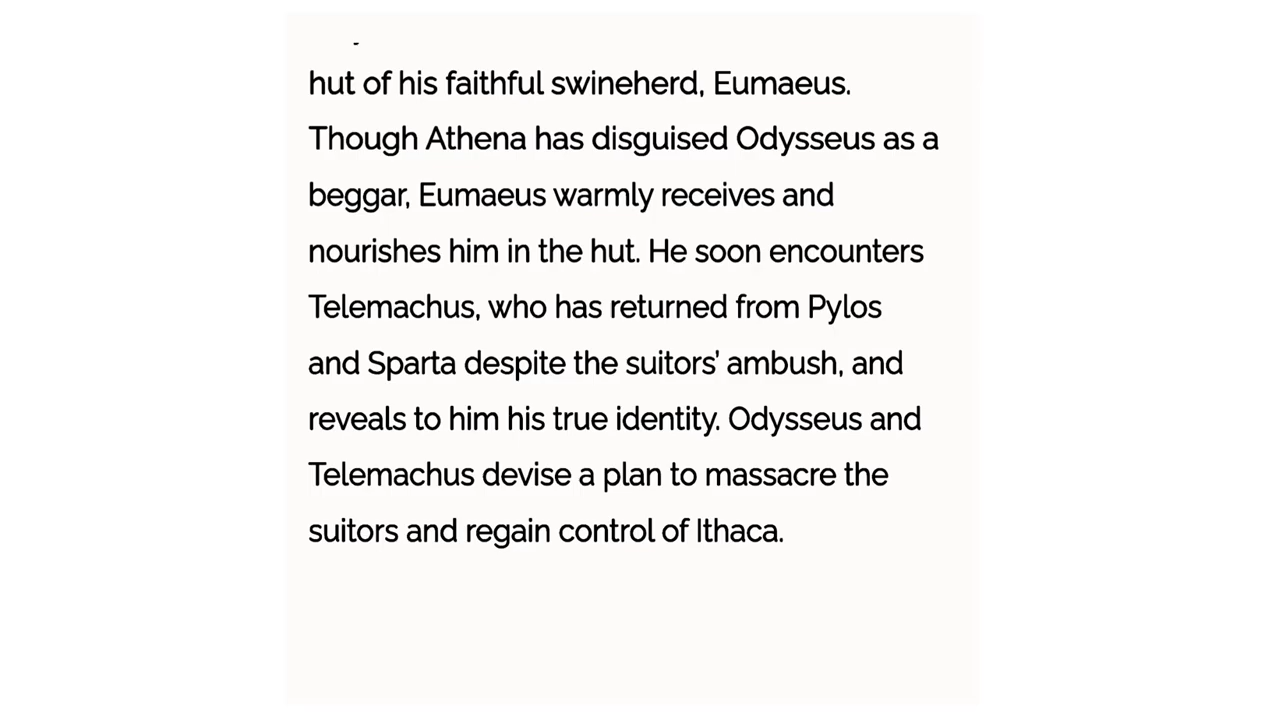 hut of his faithful swineherd, Eumaeus.
Though Athena has disguised Odysseus as a
beggar, Eumaeus warmly receives and
nourishes him in the hut. He soon encounters
Telemachus, who has returned from Pylos
and Sparta despite the suitors’ ambush, and
reveals to him his true identity. Odysseus and
Telemachus devise a plan to massacre the
suitors and regain control of Ithaca.